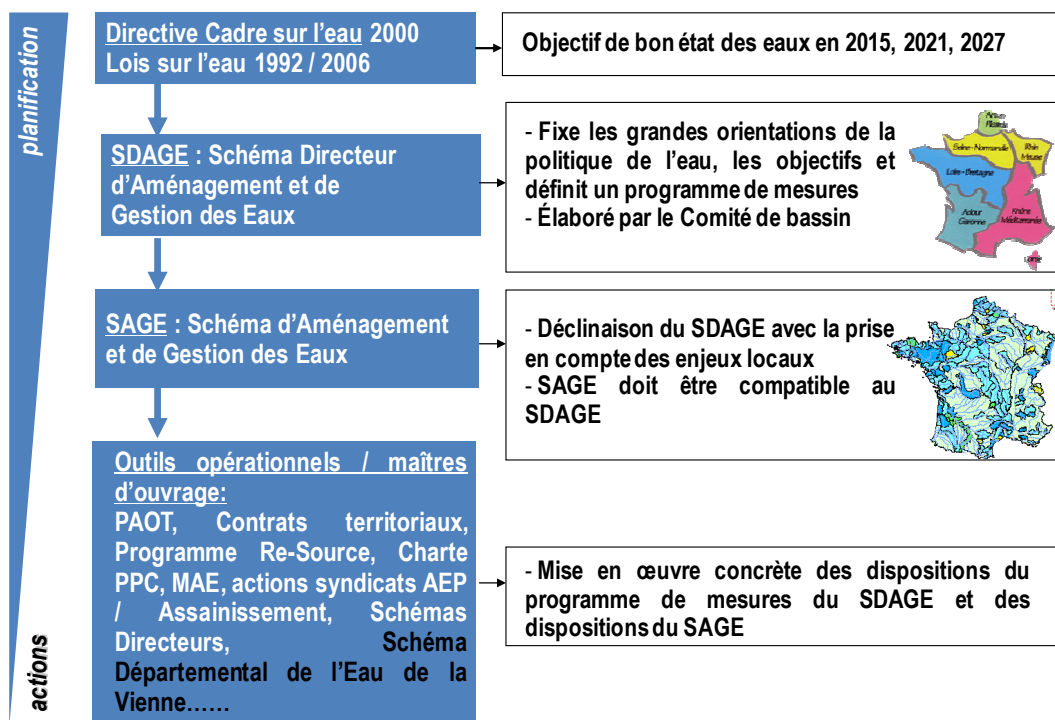 planification
Directive Cadre sur l'eau 2000
Lois sur l'eau 1992 / 2006
Objectif de bon état des eaux en 2015, 2021, 2027
SDAGE : Schéma Directeur
d'Aménagement et de
Gestion des Eaux
- Fixe les grandes orientations de la
politique de l'eau, les objectifs et
définit un programme de mesures
- Élaboré par le Comité de bassin
Artois
Picardie
Seine-Normandie
Rhin
Meuse
Loire-Bretagne
Adour
Garonne
Rhône
Méditerranée
SAGE : Schéma d'Aménagement
et de Gestion des Eaux
- Déclinaison du SDAGE avec la prise
en compte des enjeux locaux
- SAGE doit être compatible au
SDAGE
Outils opérationnels / maîtres
d'ouvrage:
PAOT, Contrats territoriaux,
Programme Re-Source, Charte
PPC, MAE, actions syndicats AEP
/ Assainissement, Schémas
Directeurs, Schéma
Départemental de l'Eau de la
Vienne……
- Mise en œuvre concrète des dispositions du
programme de mesures du SDAGE et des
dispositions du SAGE
actions